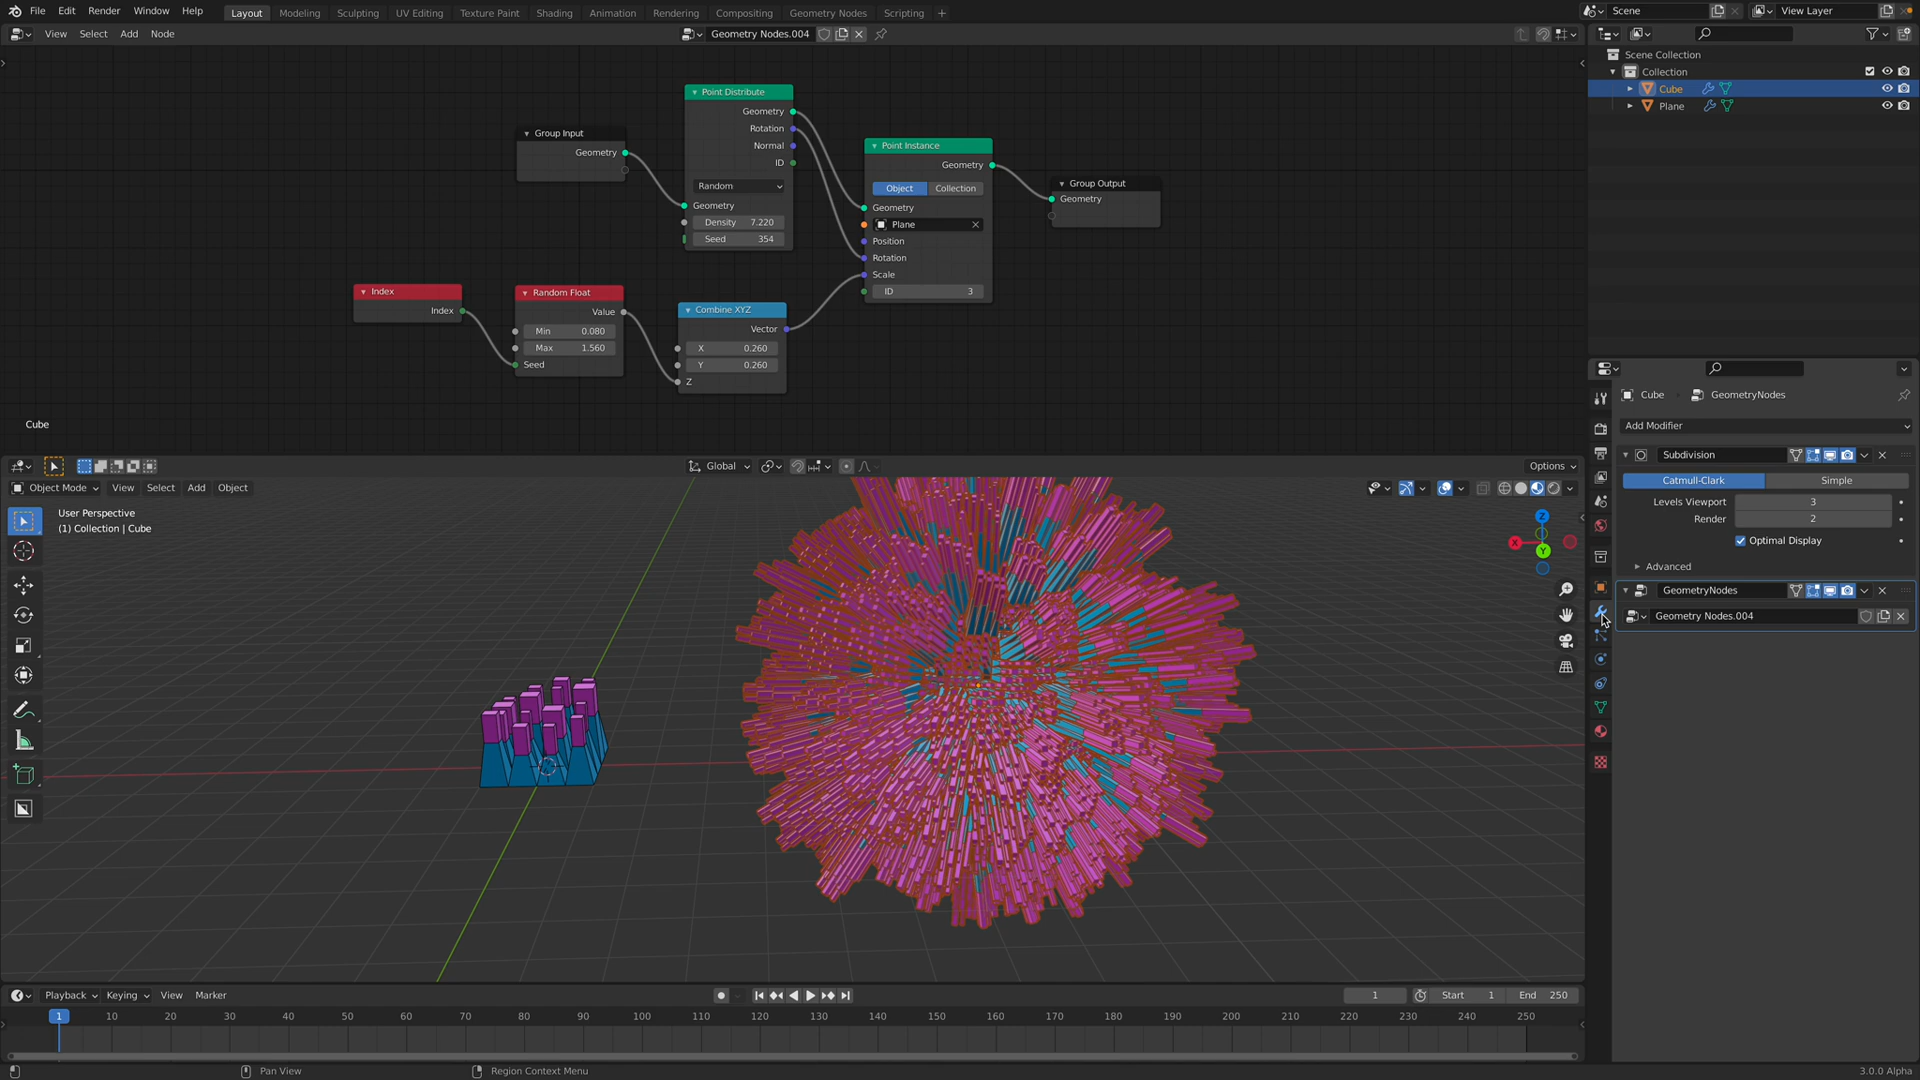 File Edit Render Window Help
Layout Modeling Sculpting UV Editing Texture Paint Shading Animation Rendering Compositing Geometry Nodes Scripting +
Scene View Layer
View Select Add Node
Geometry Nodes.004
Point Distribute
Geometry
Rotation
Normal
ID
Random
Geometry
Density 7.220
Seed 354
Group Input
Geometry
Point Instance
Geometry
Object Collection
Geometry
Plane
Position
Rotation
Scale
ID 3
Group Output
Geometry
Index
Index
Random Float
Value
Min 0.080
Max 1.560
Seed
Combine XYZ
Vector
X 0.260
Y 0.260
Z
Cube
Scene Collection
Collection
Cube
Plane
Cube GeometryNodes
Add Modifier
Subdivision
Catmull-Clark Simple
Levels Viewport 3
Render 2
Optimal Display
Advanced
GeometryNodes
Geometry Nodes.004
Global
Options
Object Mode View Select Add Object
User Perspective
(1) Collection | Cube
Z
X
Y
Playback Keying View Marker
1 Start 1 End 250
1 10 20 30 40 50 60 70 80 90 100 110 120 130 140 150 160 170 180 190 200 210 220 230 240 250
Pan View Region Context Menu
3.0.0 Alpha